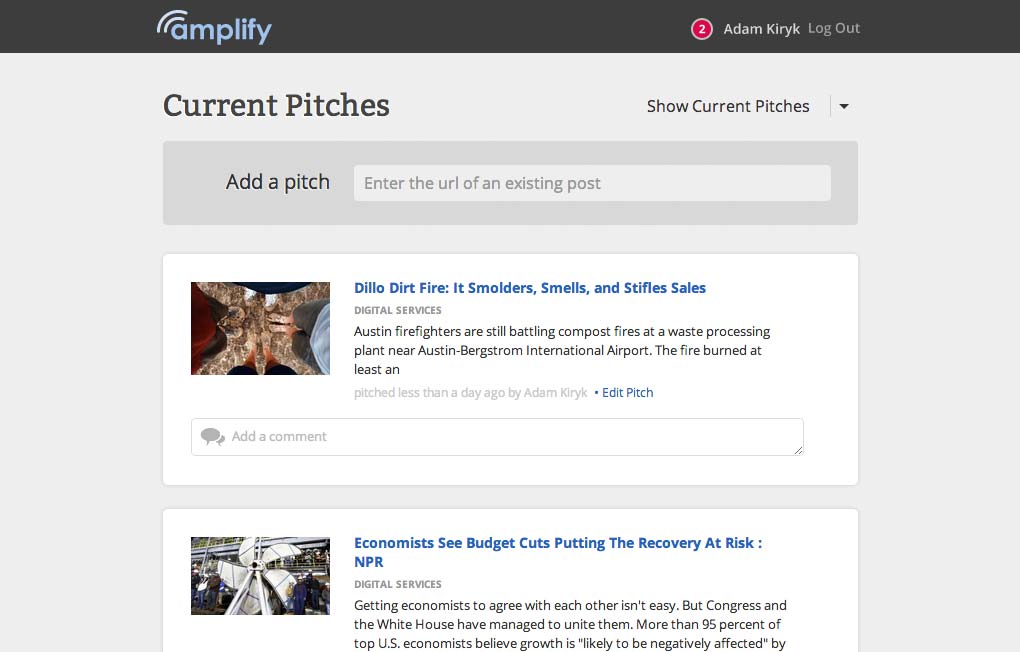 amplify
2 Adam Kiryk Log Out
Current Pitches
Show Current Pitches
Add a pitch
Enter the url of an existing post
Dillo Dirt Fire: It Smolders, Smells, and Stifles Sales
DIGITAL SERVICES
Austin firefighters are still battling compost fires at a waste processing
plant near Austin-Bergstrom International Airport. The fire burned at
least an
pitched less than a day ago by Adam Kiryk • Edit Pitch
Add a comment
Economists See Budget Cuts Putting The Recovery At Risk :
NPR
DIGITAL SERVICES
Getting economists to agree with each other isn't easy. But Congress and
the White House have managed to unite them. More than 95 percent of
top U.S. economists believe growth is "likely to be negatively affected" by